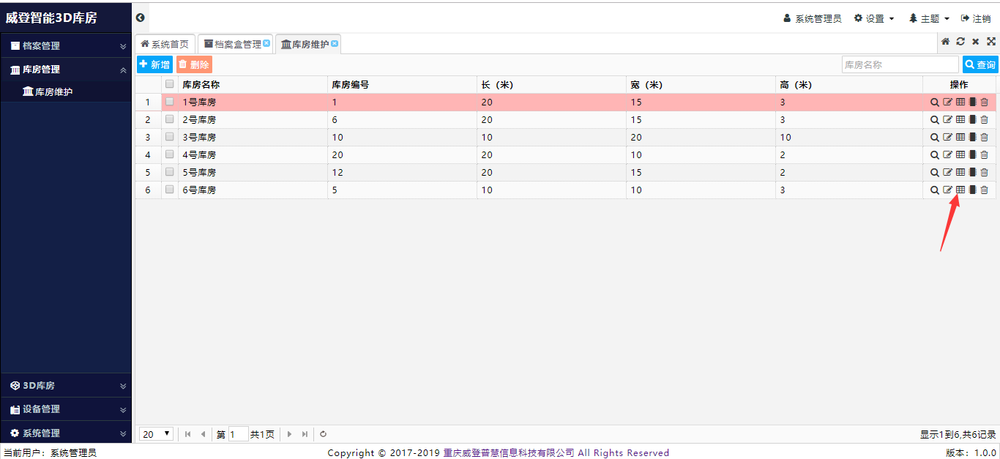 威登智能3D库房
系统管理员 设置 主题 注销
档案管理
库房管理
库房维护
3D库房
设备管理
系统管理
系统首页 档案盒管理 库房维护
新增 删除 库房名称 查询
库房名称 库房编号 长（米） 宽（米） 高（米） 操作
1 1号库房 1 20 15 3
2 2号库房 6 20 15 3
3 3号库房 10 10 20 10
4 4号库房 20 20 10 2
5 5号库房 12 20 15 2
6 6号库房 5 10 10 3
20 第 1 共1页 显示1到6,共6记录
当前用户：系统管理员 Copyright © 2017-2019 重庆威登普慧信息科技有限公司 All Rights Reserved 版本：1.0.0